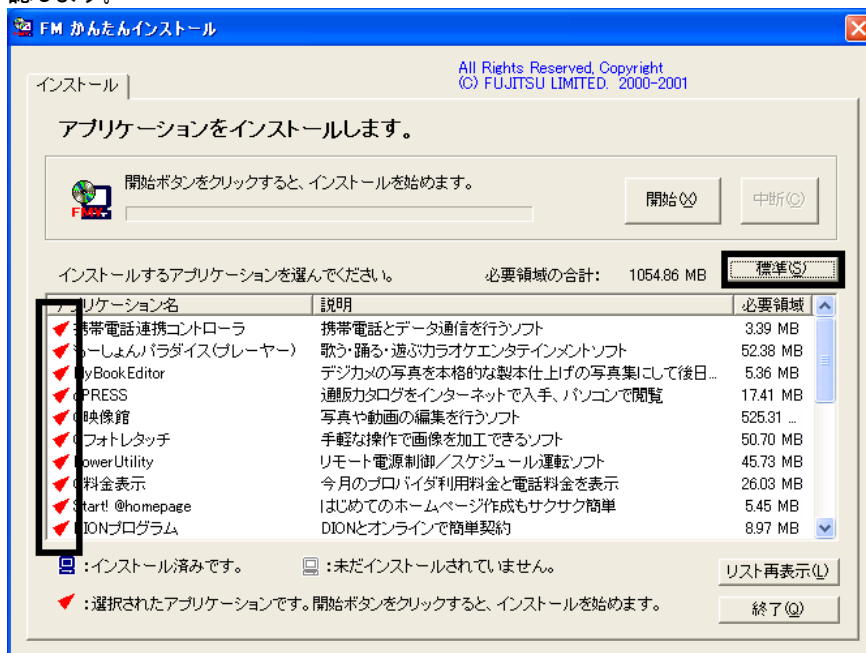 認します。
FM かんたんインストール
All Rights Reserved, Copyright
(C) FUJITSU LIMITED. 2000-2001
インストール
アプリケーションをインストールします。
開始ボタンをクリックすると、インストールを始めます。
開始(X)
中断(C)
FMV
インストールするアプリケーションを選んでください。
必要領域の合計: 1054.86 MB
標準(S)
アプリケーション名 説明 必要領域
携帯電話連携コントローラ 携帯電話とデータ通信を行うソフト 3.39 MB
もーしょんパラダイス(プレーヤー) 歌う・踊る・遊ぶカラオケエンタテインメントソフト 52.38 MB
MyBookEditor デジカメの写真を本格的な製本仕上げの写真集にして後日... 5.36 MB
PRESS 通販カタログをインターネットで入手、パソコンで閲覧 17.41 MB
映像館 写真や動画の編集を行うソフト 525.31 ...
フォトレタッチ 手軽な操作で画像を加工できるソフト 50.70 MB
PowerUtility リモート電源制御/スケジュール運転ソフト 45.73 MB
料金表示 今月のプロバイダ利用料金と電話料金を表示 26.03 MB
Start! @homepage はじめてのホームページ作成もサクサク簡単 5.45 MB
DIONプログラム DIONとオンラインで簡単契約 8.97 MB
:インストール済みです。 :未だインストールされていません。
リスト再表示(L)
:選択されたアプリケーションです。開始ボタンをクリックすると、インストールを始めます。
終了(Q)